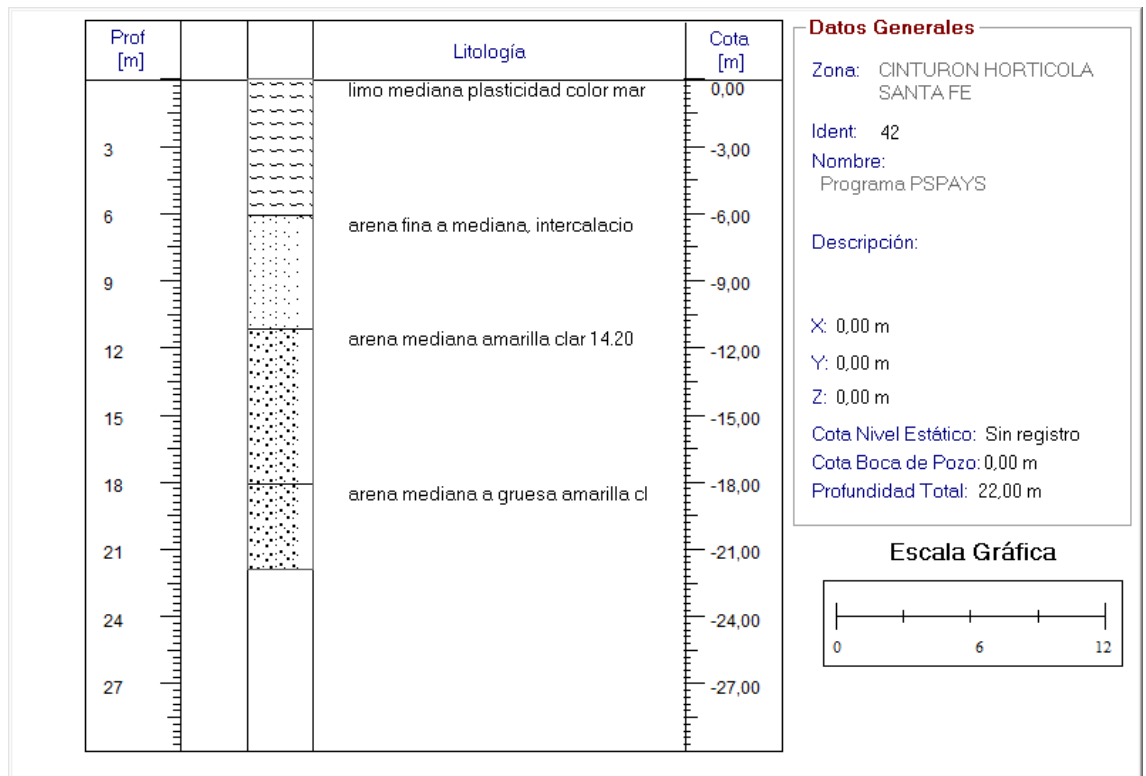 Prof
[m]
Litología
Cota
[m]
limo mediana plasticidad color mar
0,00
3
-3,00
6
-6,00
arena fina a mediana, intercalacio
9
-9,00
arena mediana amarilla clar 14.20
12
-12,00
15
-15,00
18
-18,00
arena mediana a gruesa amarilla cl
21
-21,00
24
-24,00
27
-27,00
Datos Generales
Zona: CINTURON HORTICOLA
SANTA FE
Ident: 42
Nombre:
Programa PSPAYS
Descripción:
X: 0,00 m
Y: 0,00 m
Z: 0,00 m
Cota Nivel Estático: Sin registro
Cota Boca de Pozo: 0,00 m
Profundidad Total: 22,00 m
Escala Gráfica
0 6 12